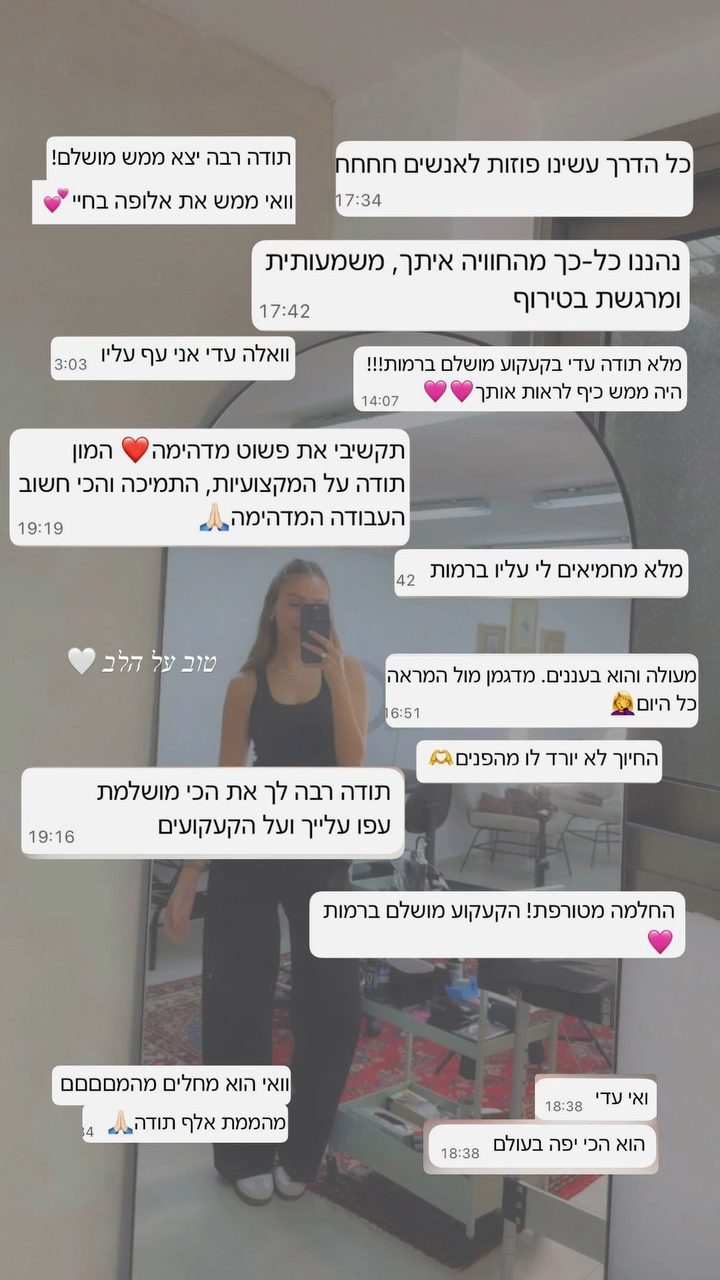 תודה רבה יצא ממש מושלם!
וואי ממש את אלופה בחיי💕
כל הדרך עשינו פוזות לאנשים חחחח
17:34
נהננו כל-כך מהחוויה איתך, משמעותית
ומרגשת בטירוף
17:42
וואלה עדי אני עף עליו
3:03
מלא תודה עדי בקעקוע מושלם ברמות!!!
היה ממש כיף לראות אותך🩷🩷
14:07
תקשיבי את פשוט מדהימה❤️ המון
תודה על המקצועיות, התמיכה והכי חשוב
העבודה המדהימה🙏🏻
19:19
מלא מחמיאים לי עליו ברמות
42
טוב על הלב 🤍
מעולה והוא בעננים. מדגמן מול המראה
כל היום🤦‍♀️
16:51
החיוך לא יורד לו מהפנים🫶
תודה רבה לך את הכי מושלמת
עפו עלייך ועל הקעקועים
19:16
החלמה מטורפת! הקעקוע מושלם ברמות
🩷
וואי הוא מחלים מהמםםםם
מהממת אלף תודה🙏🏻
34
ואי עדי
18:38
הוא הכי יפה בעולם
18:38